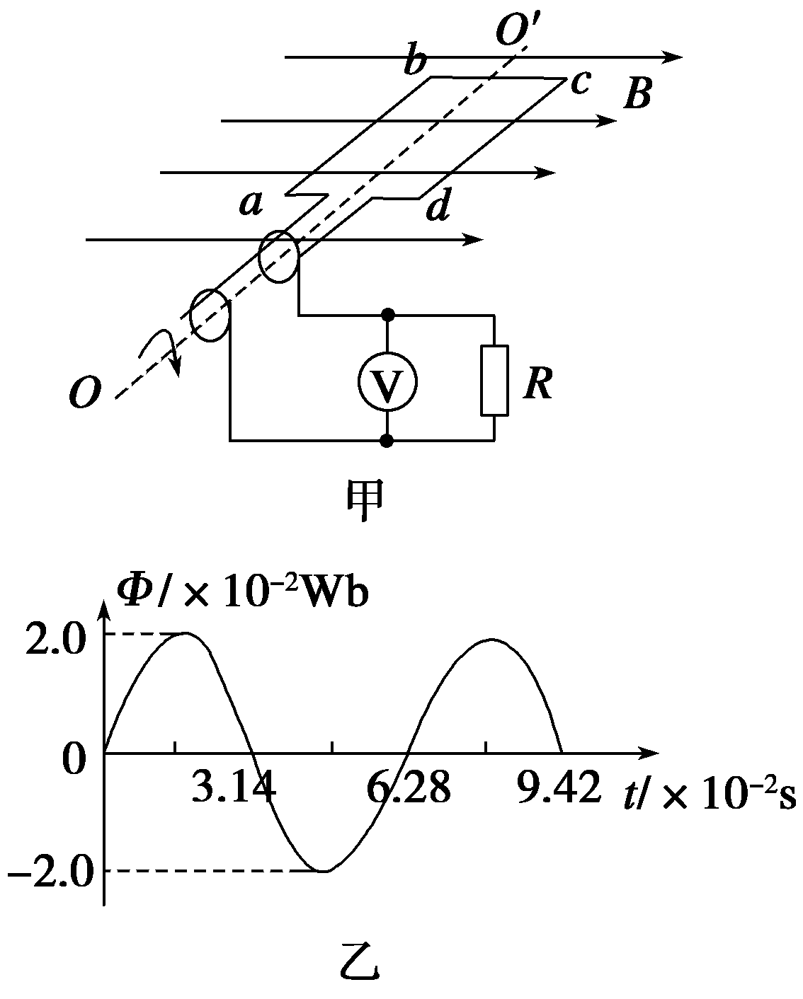 O′
b
c
B
a
d
O
V
R
甲
Φ/×10⁻²Wb
2.0
0
3.14
6.28
9.42
t/×10⁻²s
−2.0
乙